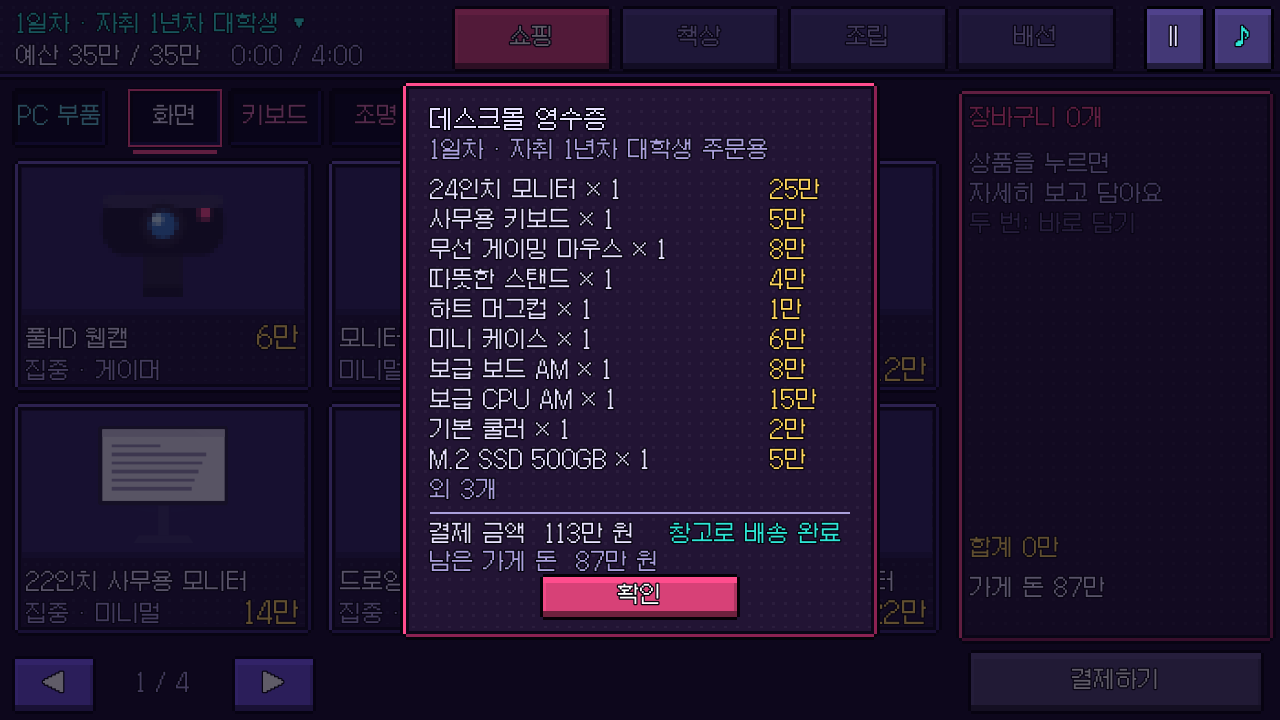 1일차 · 자취 1년차 대학생 ▼
예산 35만 / 35만 0:00 / 4:00
쇼핑
책상
조립
배선
PC 부품
화면
키보드
조명
데스크몰 영수증
1일차 · 자취 1년차 대학생 주문용
24인치 모니터 × 1 25만
사무용 키보드 × 1 5만
무선 게이밍 마우스 × 1 8만
따뜻한 스탠드 × 1 4만
하트 머그컵 × 1 1만
미니 케이스 × 1 6만
보급 보드 AM × 1 8만
보급 CPU AM × 1 15만
기본 쿨러 × 1 2만
M.2 SSD 500GB × 1 5만
외 3개
결제 금액 113만 원 창고로 배송 완료
남은 가게 돈 87만 원
확인
풀HD 웹캠 6만
집중 · 게이머
22인치 사무용 모니터
집중 · 미니멀 14만
집중 ·
장바구니 0개
상품을 누르면
자세히 보고 담아요
두 번: 바로 담기
합계 0만
가게 돈 87만
결제하기
1 / 4